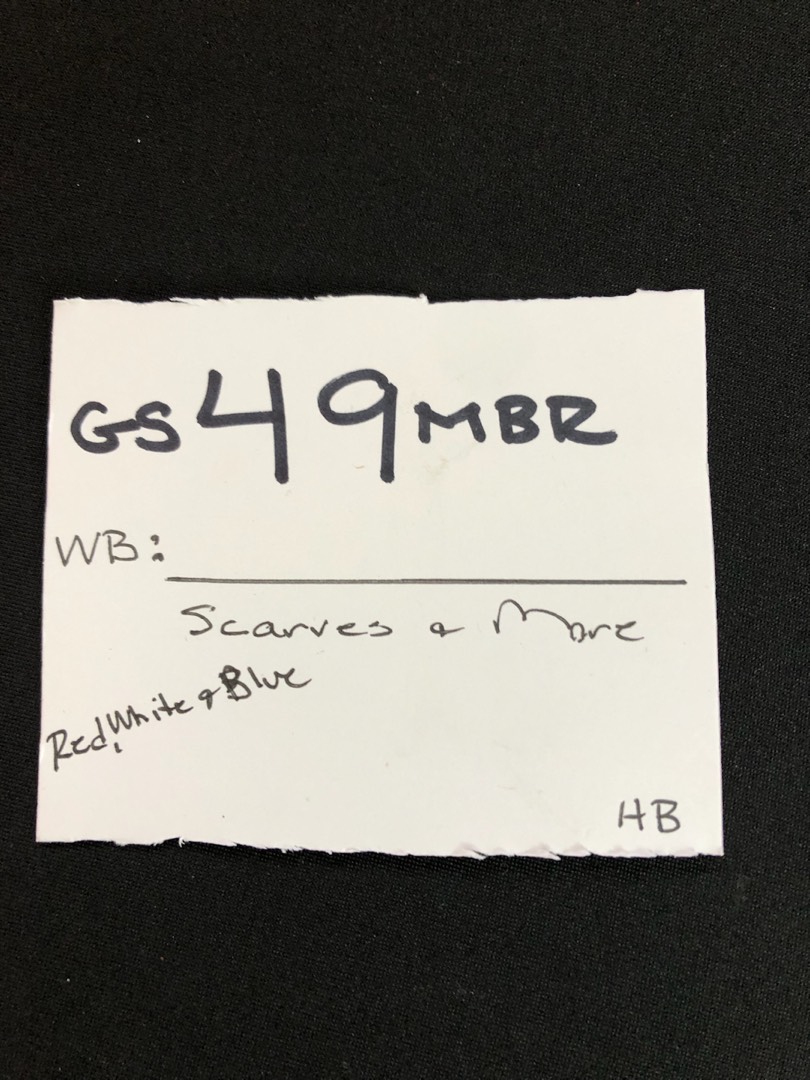 GS49MBR
WB:
Scarves & More
Red, White & Blue
HB